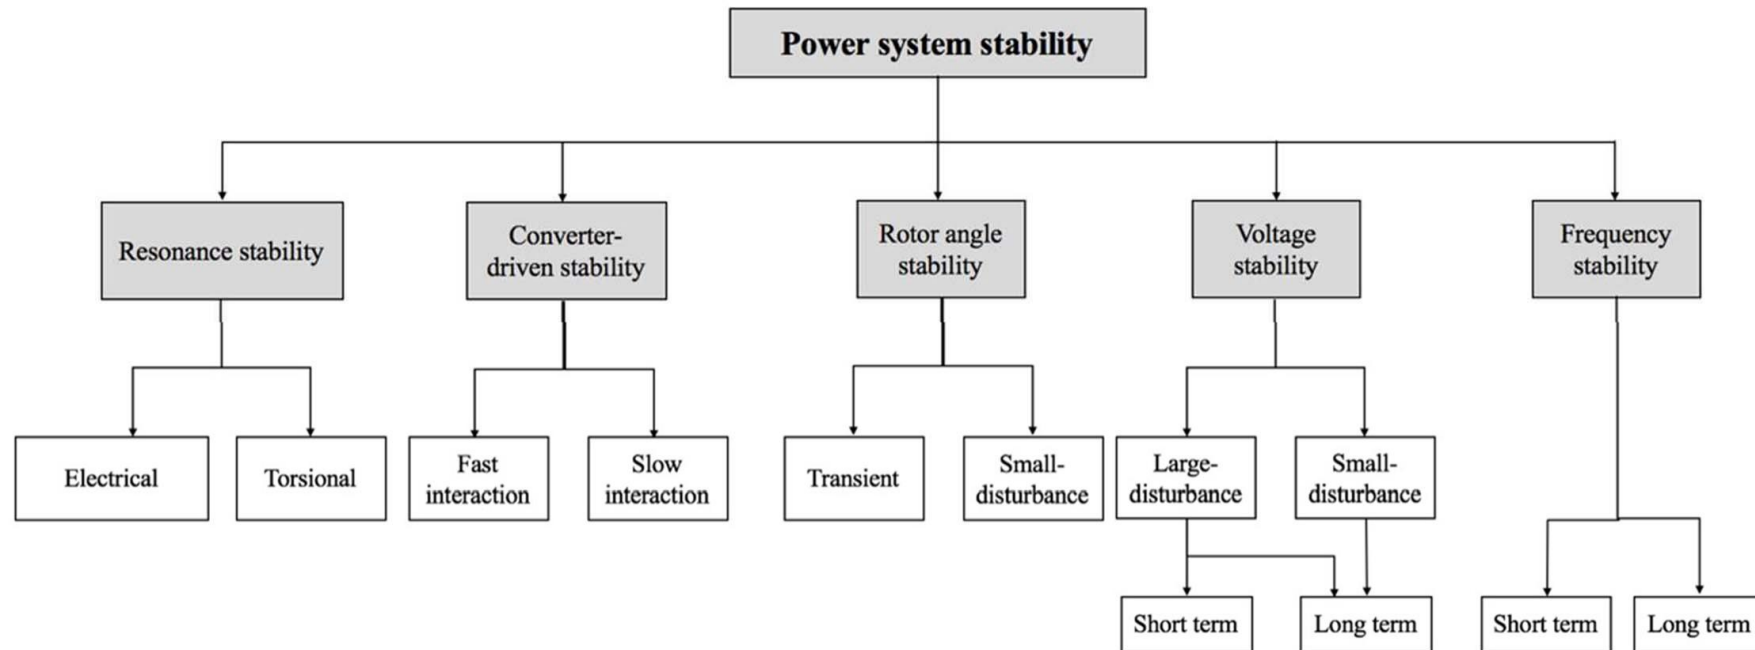 Power system stability
Resonance stability
Converter-
driven stability
Rotor angle
stability
Voltage
stability
Frequency
stability
Electrical
Torsional
Fast
interaction
Slow
interaction
Transient
Small-
disturbance
Large-
disturbance
Small-
disturbance
Short term
Long term
Short term
Long term